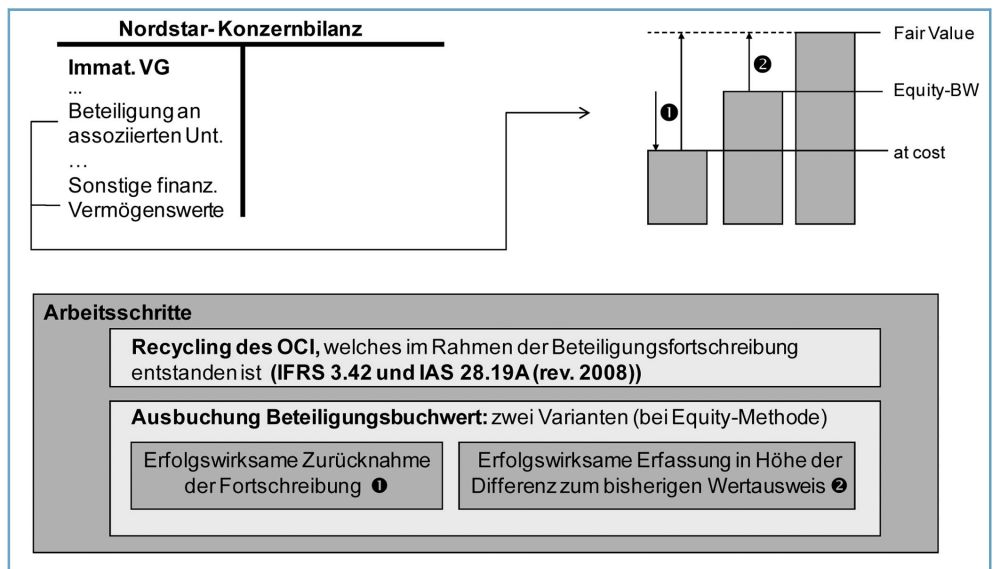 Nordstar-Konzernbilanz
Immat. VG
...
Beteiligung an
assoziierten Unt.
...
Sonstige finanz.
Vermögenswerte
Fair Value
❷
Equity-BW
❶
at cost
Arbeitsschritte
Recycling des OCI, welches im Rahmen der Beteiligungsfortschreibung
entstanden ist (IFRS 3.42 und IAS 28.19A (rev. 2008))
Ausbuchung Beteiligungsbuchwert: zwei Varianten (bei Equity-Methode)
Erfolgswirksame Zurücknahme
der Fortschreibung ❶
Erfolgswirksame Erfassung in Höhe der
Differenz zum bisherigen Wertausweis ❷